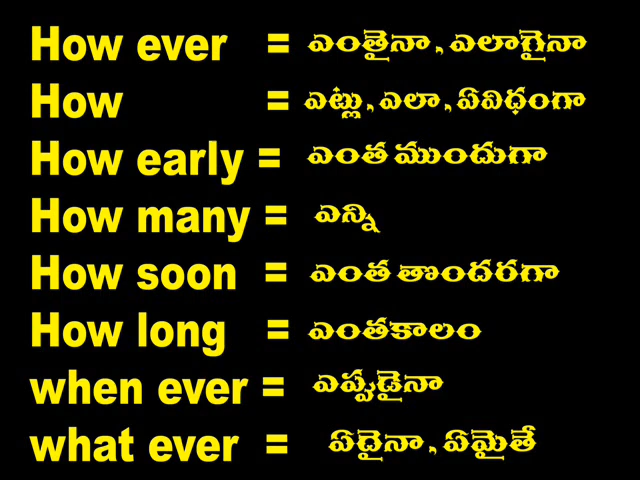 How ever = ఎంతైనా , ఎలాగైనా
How = ఎట్లు , ఎలా , ఏవిధంగా
How early = ఎంత ముందుగా
How many = ఎన్ని
How soon = ఎంత తొందరగా
How long = ఎంతకాలం
when ever = ఎప్పుడైనా
what ever = ఏదైనా , ఏమైతే